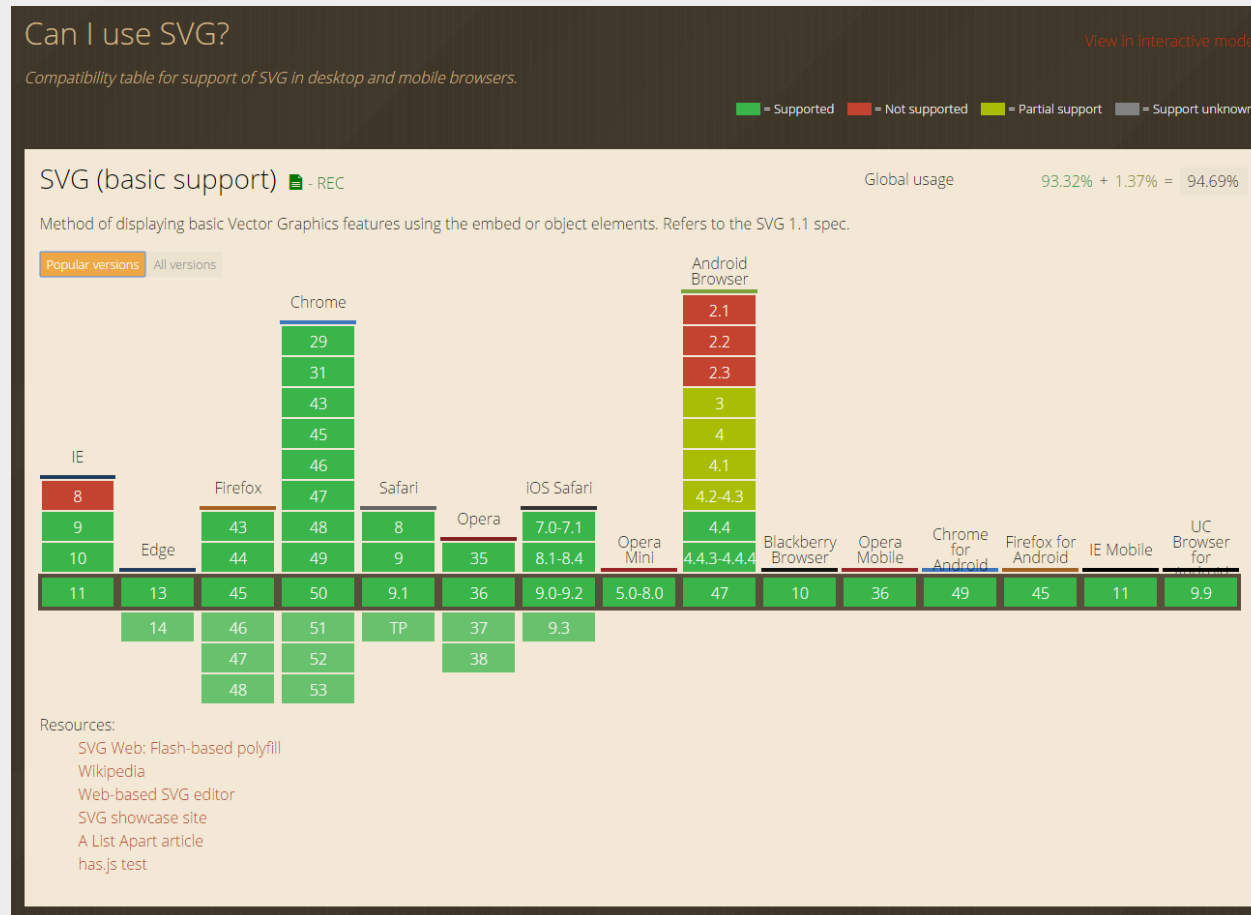 Can I use SVG?
View in interactive mode
Compatibility table for support of SVG in desktop and mobile browsers.
= Supported = Not supported = Partial support = Support unknown
SVG (basic support) - REC
Global usage 93.32% + 1.37% = 94.69%
Method of displaying basic Vector Graphics features using the embed or object elements. Refers to the SVG 1.1 spec.
Popular versions All versions
IE
8
9
10
11
Edge
13
14
Firefox
43
44
45
46
47
48
Chrome
29
31
43
45
46
47
48
49
50
51
52
53
Safari
8
9
9.1
TP
Opera
35
36
37
38
iOS Safari
7.0-7.1
8.1-8.4
9.0-9.2
9.3
Opera
Mini
5.0-8.0
Android
Browser
2.1
2.2
2.3
3
4
4.1
4.2-4.3
4.4
4.4.3-4.4.4
47
Blackberry
Browser
10
Opera
Mobile
36
Chrome
for
Android
49
Firefox for
Android
45
IE Mobile
11
UC
Browser
for
9.9
Resources:
SVG Web: Flash-based polyfill
Wikipedia
Web-based SVG editor
SVG showcase site
A List Apart article
has.js test